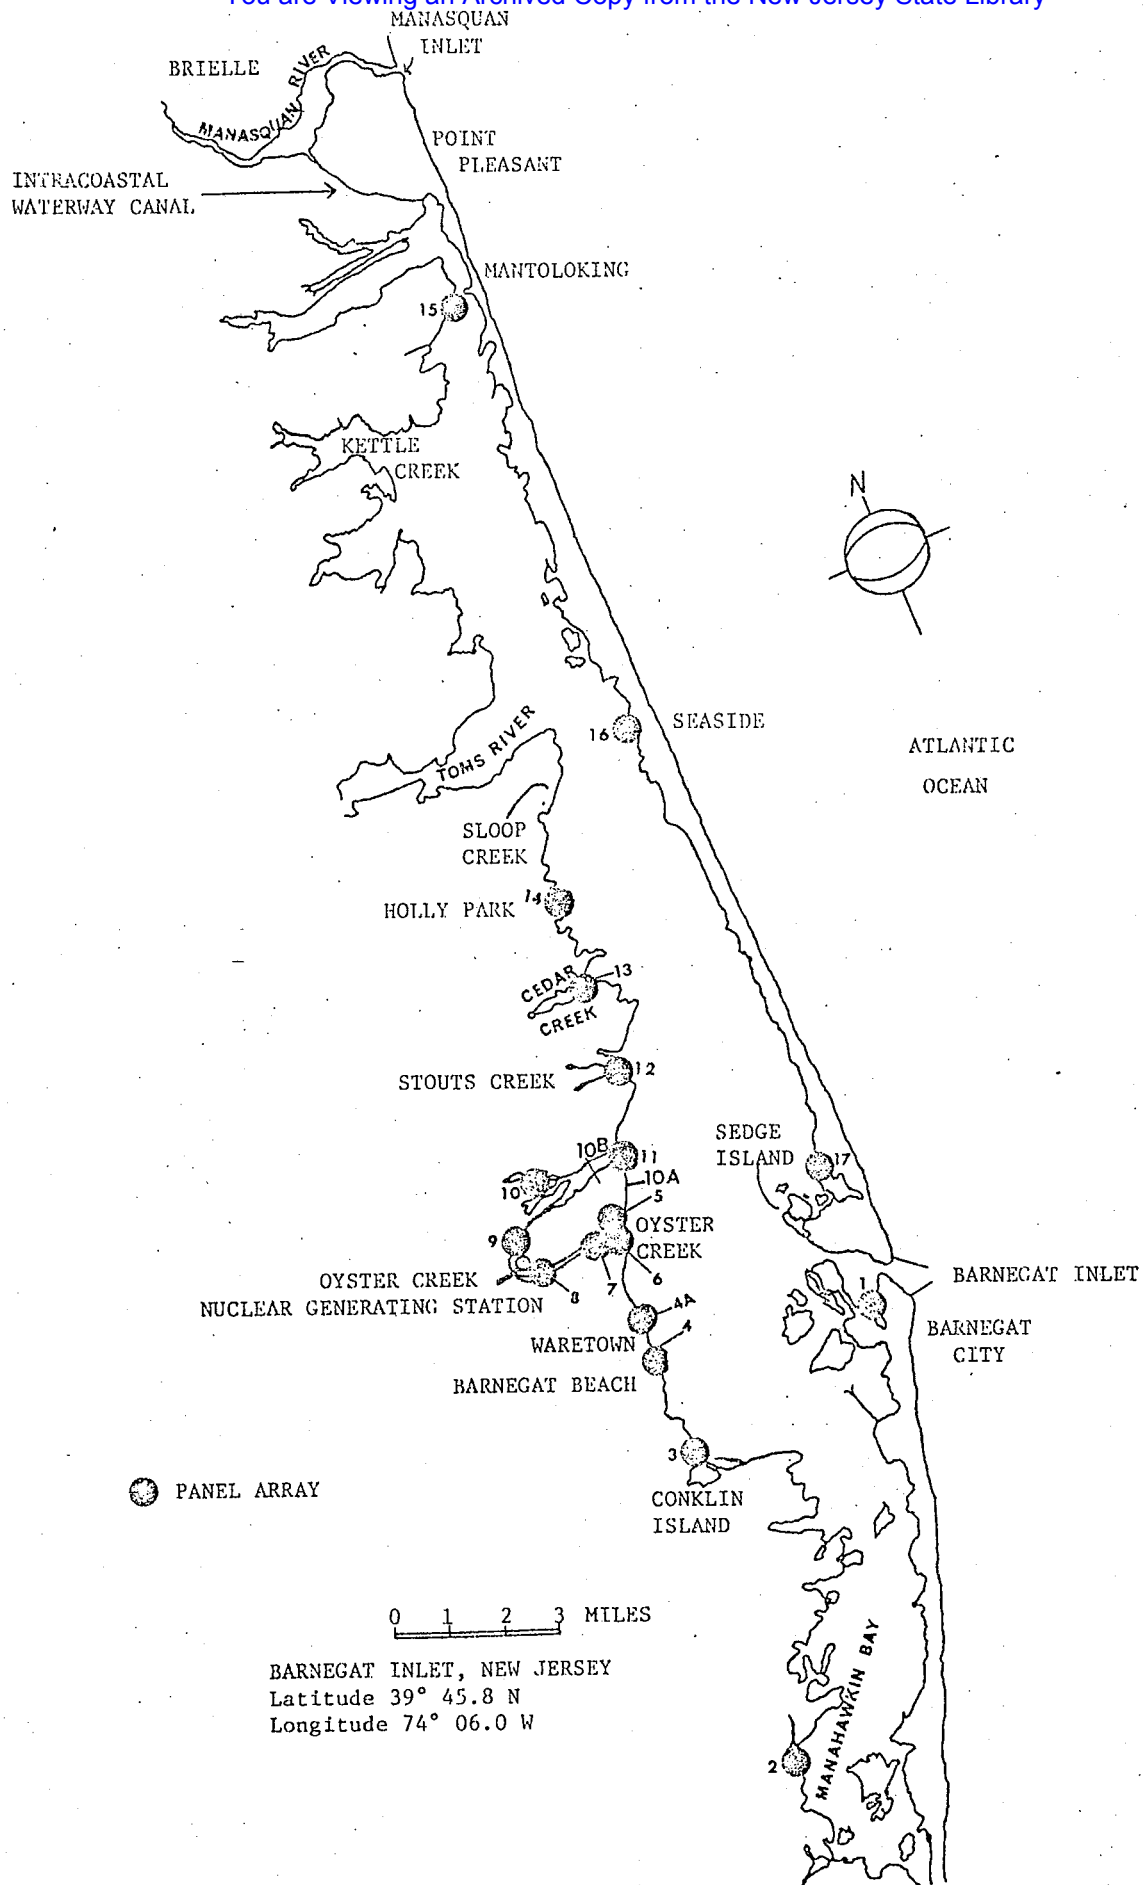 You are Viewing an Archived Copy from the New Jersey State Library
MANASQUAN
INLET
BRIELLE
MANASQUAN RIVER
POINT
PLEASANT
INTRACOASTAL
WATERWAY CANAL
MANTOLOKING
15
KETTLE
CREEK
N
SEASIDE
16
TOMS RIVER
ATLANTIC
OCEAN
SLOOP
CREEK
14
HOLLY PARK
CEDAR
CREEK
13
STOUTS CREEK
12
SEDGE
ISLAND
17
10B
11
10A
10
5
OYSTER
CREEK
9
6
7
8
OYSTER CREEK
NUCLEAR GENERATING STATION
BARNEGAT INLET
1
BARNEGAT
CITY
4A
WARETOWN
4
BARNEGAT BEACH
3
CONKLIN
ISLAND
PANEL ARRAY
0 1 2 3 MILES
BARNEGAT INLET, NEW JERSEY
Latitude 39° 45.8 N
Longitude 74° 06.0 W
MANAHAWKIN BAY
2